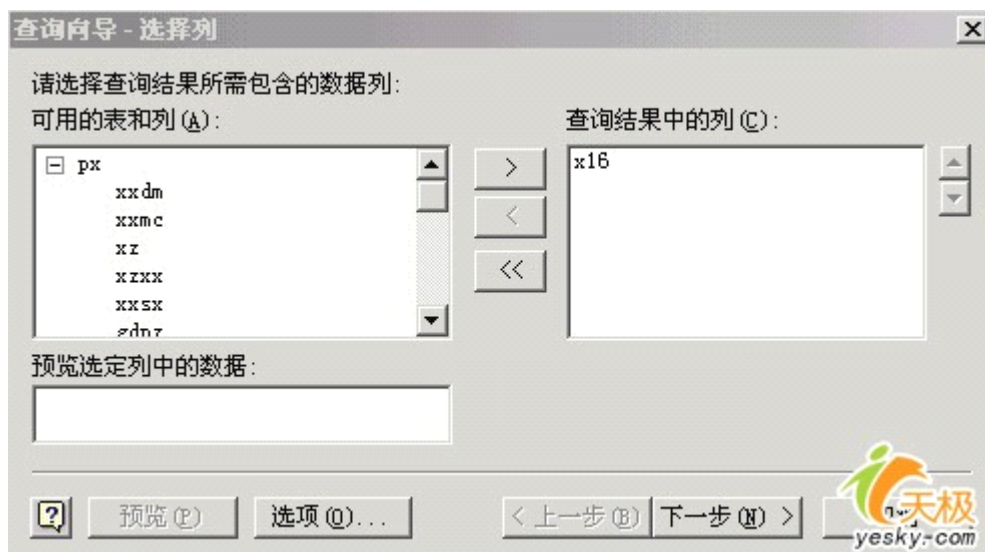 查询向导 - 选择列
请选择查询结果所需包含的数据列:
可用的表和列(A):
查询结果中的列(C):
px
xxdm
xxmc
xz
xzxx
xxsx
x16
>
<
<<
预览选定列中的数据:
预览(P)
选项(O)...
< 上一步(B)
下一步(N) >
天极
yesky.com